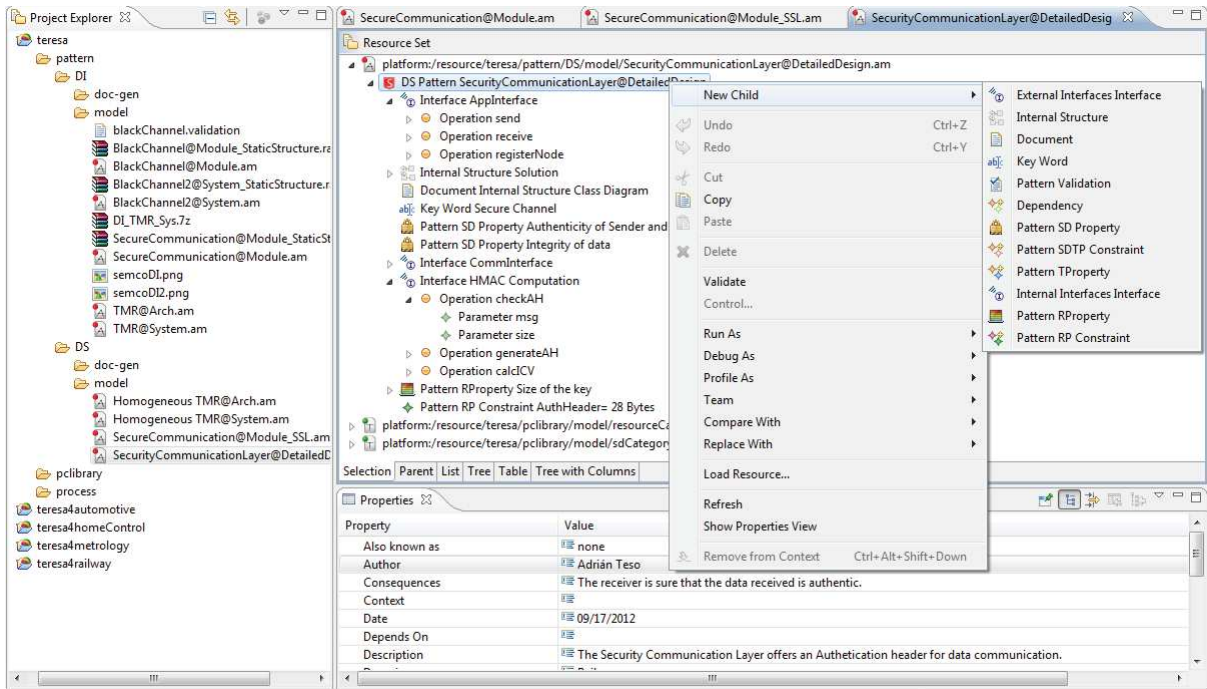 Project Explorer
teresa
pattern
DI
doc-gen
model
blackChannel.validation
BlackChannel@Module_StaticStructure.ra
BlackChannel@Module.am
BlackChannel2@System_StaticStructure.r
BlackChannel2@System.am
DI_TMR_Sys.7z
SecureCommunication@Module_StaticSt
SecureCommunication@Module.am
semcoDI.png
semcoDI2.png
TMR@Arch.am
TMR@System.am
DS
doc-gen
model
Homogeneous TMR@Arch.am
Homogeneous TMR@System.am
SecureCommunication@Module_SSL.am
SecurityCommunicationLayer@DetailedD
pclibrary
process
teresa4automotive
teresa4homeControl
teresa4metrology
teresa4railway
SecureCommunication@Module.am
SecureCommunication@Module_SSL.am
SecurityCommunicationLayer@DetailedDesig
Resource Set
platform:/resource/teresa/pattern/DS/model/SecurityCommunicationLayer@DetailedDesign.am
DS Pattern SecurityCommunicationLayer@DetailedDesign
Interface AppInterface
Operation send
Operation receive
Operation registerNode
Internal Structure Solution
Document Internal Structure Class Diagram
Key Word Secure Channel
Pattern SD Property Authenticity of Sender and
Pattern SD Property Integrity of data
Interface CommInterface
Interface HMAC Computation
Operation checkAH
Parameter msg
Parameter size
Operation generateAH
Operation calcICV
Pattern RProperty Size of the key
Pattern RP Constraint AuthHeader= 28 Bytes
platform:/resource/teresa/pclibrary/model/resourceCa
platform:/resource/teresa/pclibrary/model/sdCategory
Selection Parent List Tree Table Tree with Columns
New Child
Undo Ctrl+Z
Redo Ctrl+Y
Cut
Copy
Paste
Delete
Validate
Control...
Run As
Debug As
Profile As
Team
Compare With
Replace With
Load Resource...
Refresh
Show Properties View
Remove from Context Ctrl+Alt+Shift+Down
External Interfaces Interface
Internal Structure
Document
Key Word
Pattern Validation
Dependency
Pattern SD Property
Pattern SDTP Constraint
Pattern TProperty
Internal Interfaces Interface
Pattern RProperty
Pattern RP Constraint
Properties
Property Value
Also known as none
Author Adrián Teso
Consequences The receiver is sure that the data received is authentic.
Context
Date 09/17/2012
Depends On
Description The Security Communication Layer offers an Authetication header for data communication.